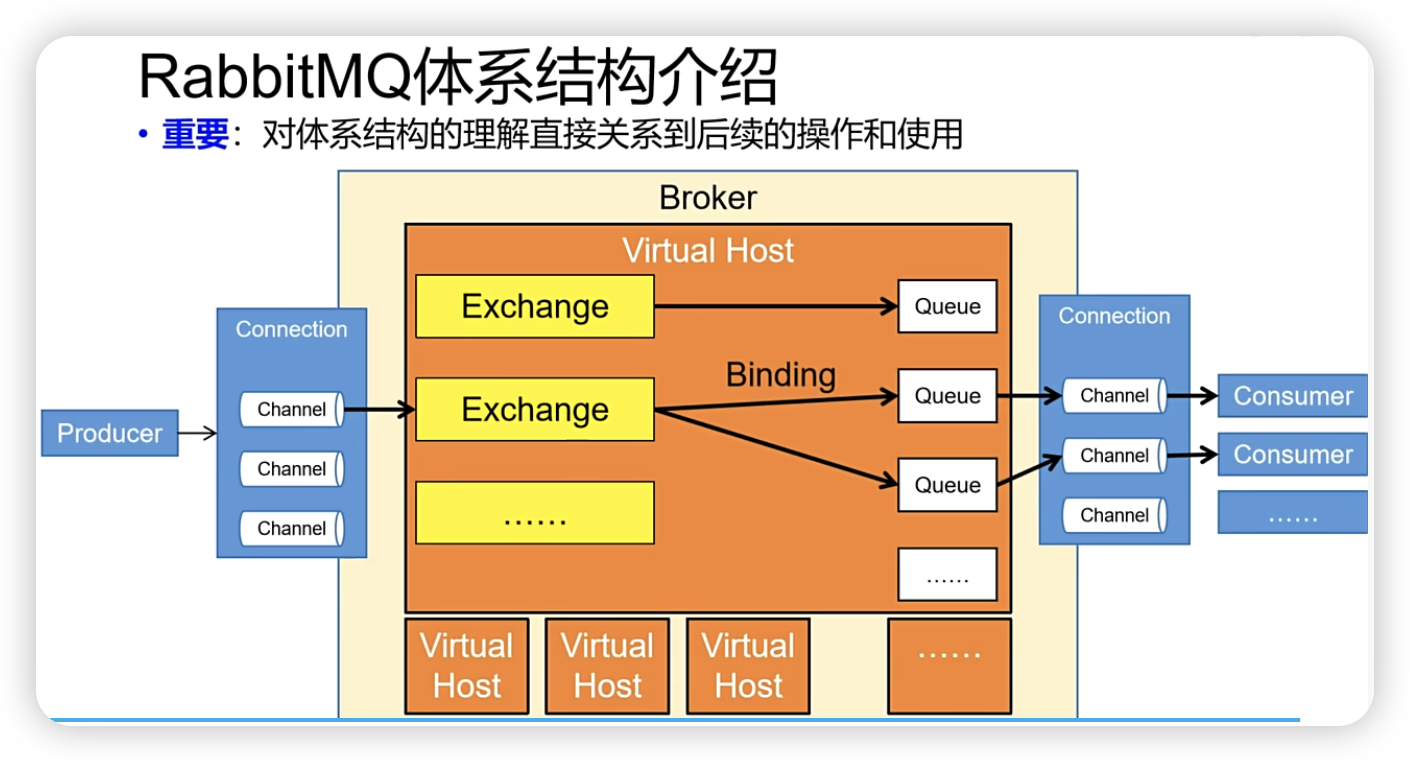 RabbitMQ体系结构介绍
• 重要：对体系结构的理解直接关系到后续的操作和使用
Broker
Virtual Host
Exchange
Queue
Connection
Connection
Binding
Exchange
Queue
Channel
Channel
Consumer
Producer
Channel
Channel
Consumer
Queue
Channel
Channel
……
……
……
Virtual
Host
Virtual
Host
Virtual
Host
……